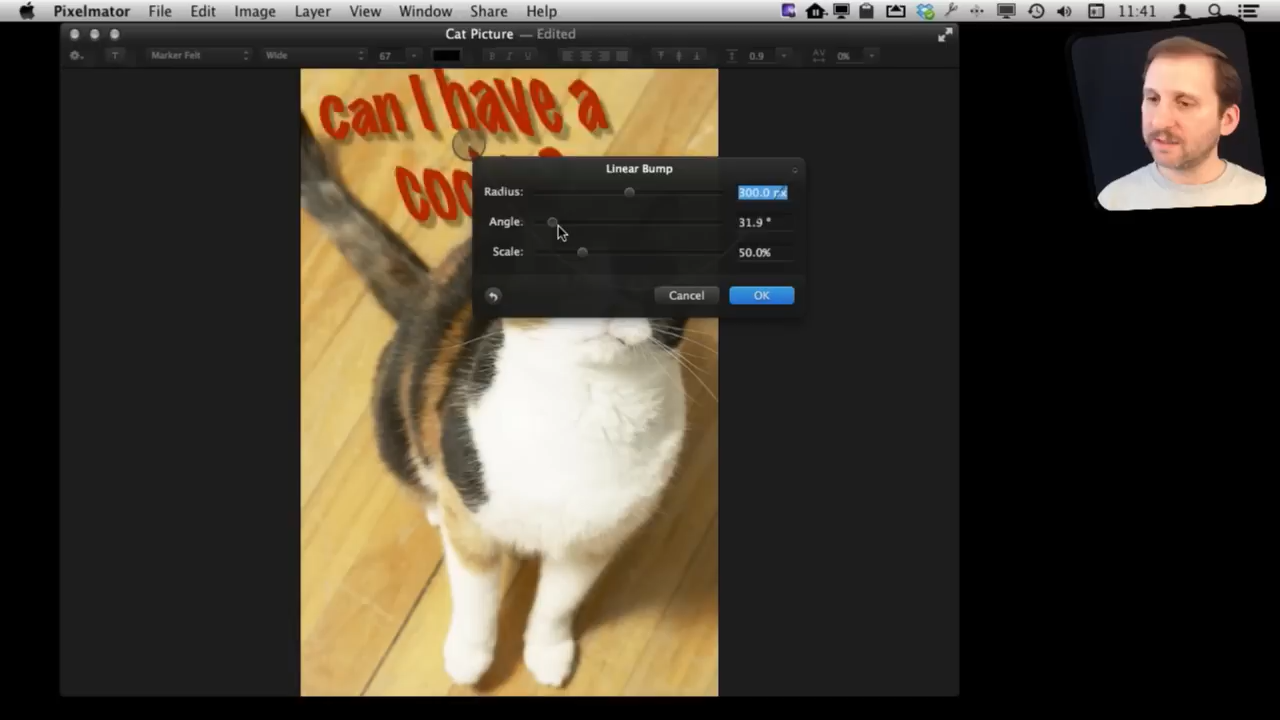 Pixelmator File Edit Image Layer View Window Share Help 11:41
Cat Picture — Edited
T Marker Felt Wide 67 B I U 0.9 AV 0%
can I have a
Linear Bump
Radius: 300.0 px
Angle: 31.9 °
Scale: 50.0%
Cancel OK